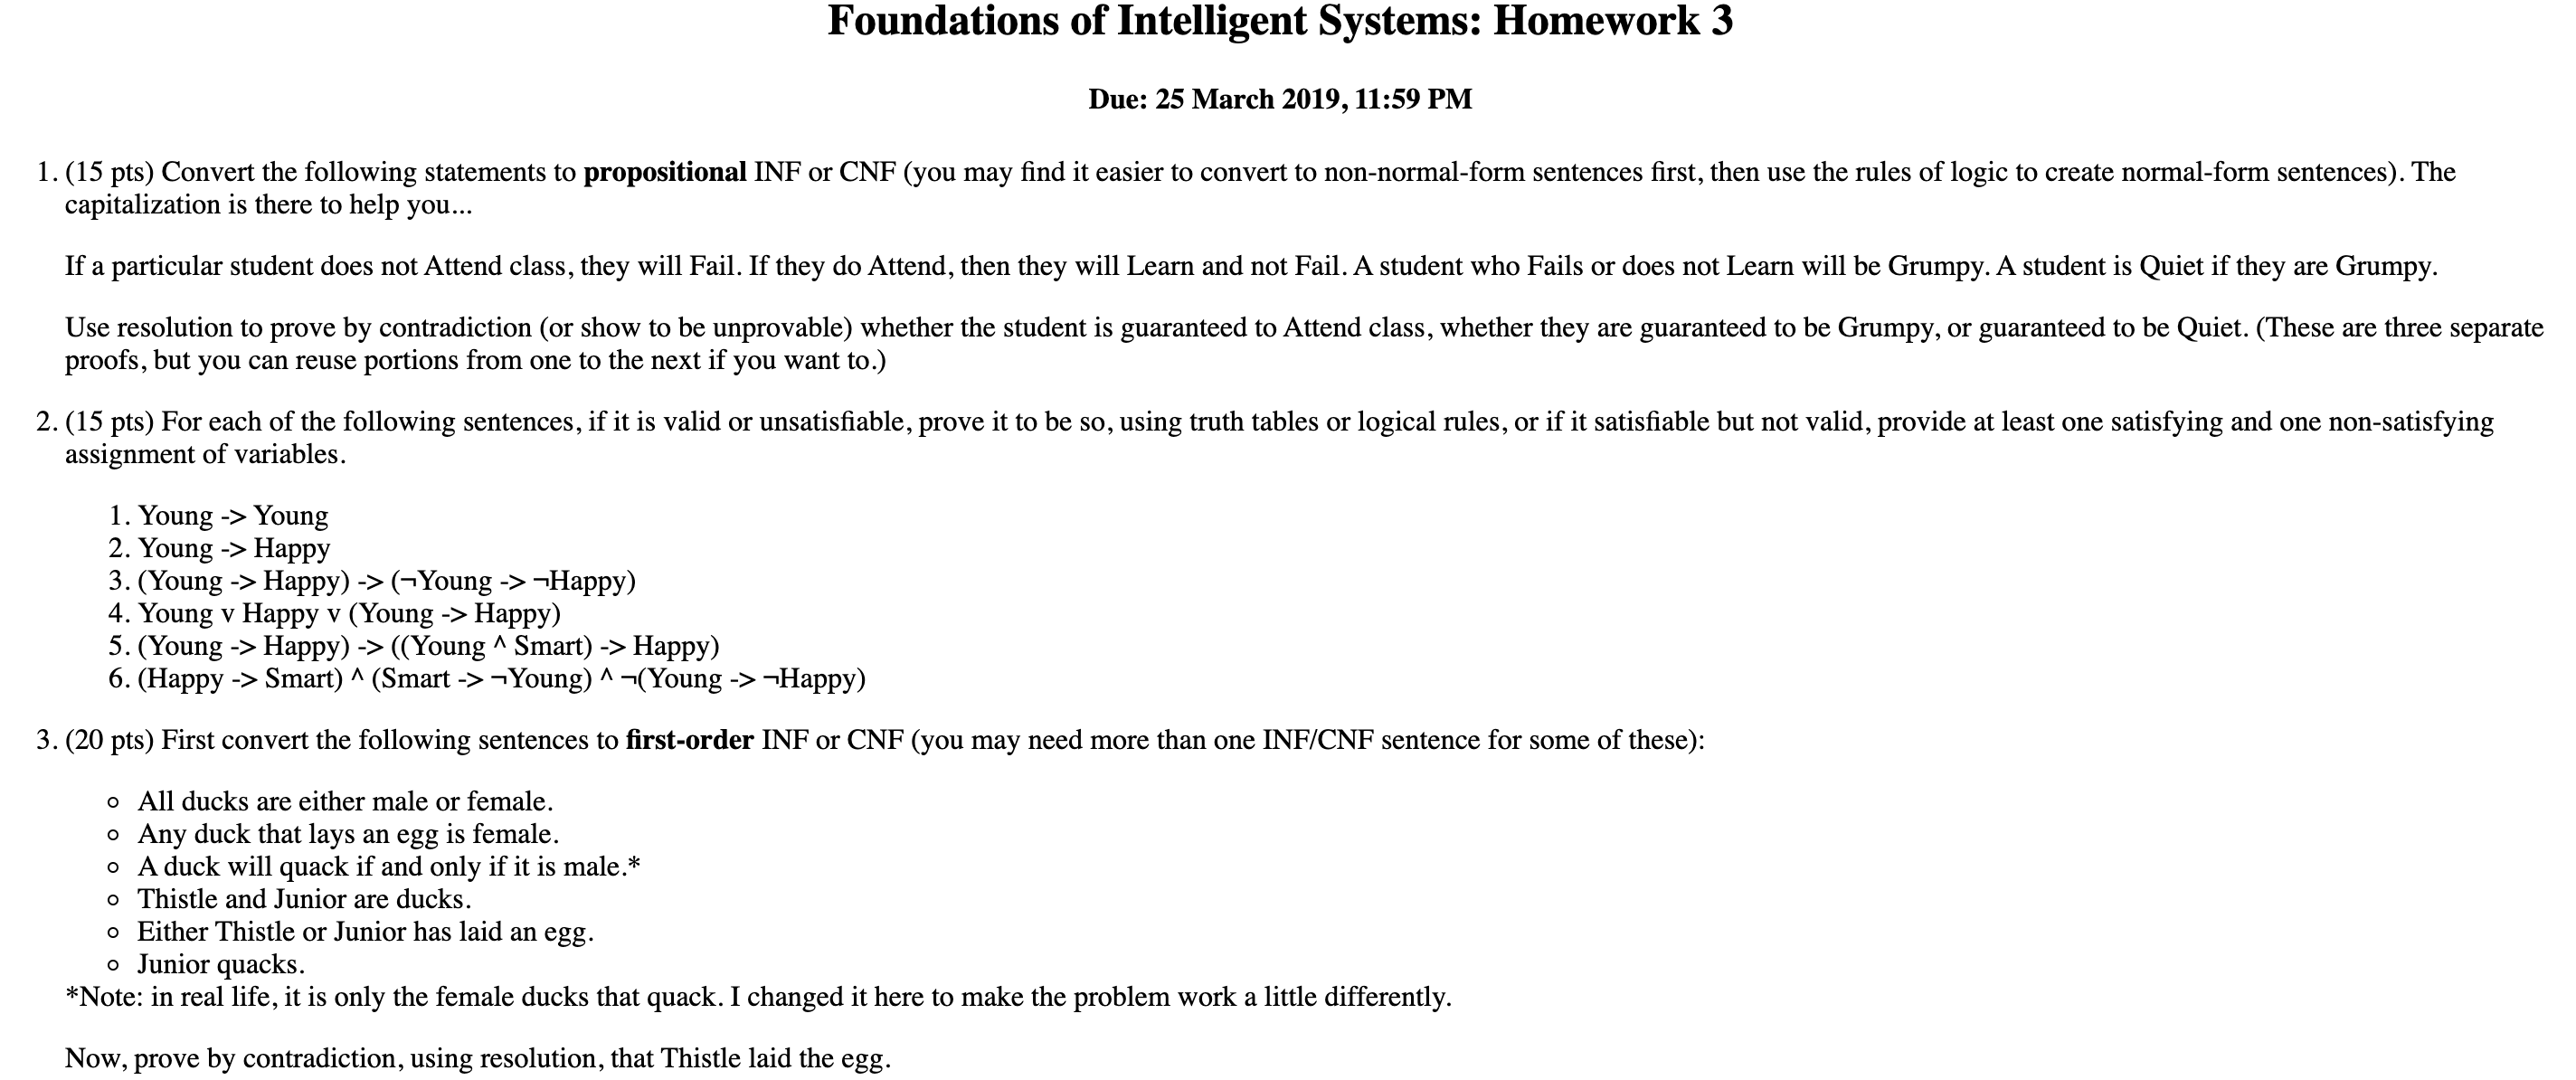 Foundations of Intelligent Systems: Homework 3
Due: 25 March 2019, 11:59 PM
1. (15 pts) Convert the following statements to propositional INF or CNF (you may find it easier to convert to non-normal-form sentences first, then use the rules of logic to create normal-form sentences). The
capitalization is there to help you...
If a particular student does not Attend class, they will Fail. If they do Attend, then they will Learn and not Fail. A student who Fails or does not Learn will be Grumpy. A student is Quiet if they are Grumpy.
Use resolution to prove by contradiction (or show to be unprovable) whether the student is guaranteed to Attend class, whether they are guaranteed to be Grumpy, or guaranteed to be Quiet. (These are three separate
proofs, but you can reuse portions from one to the next if you want to.)
2. (15 pts) For each of the following sentences, if it is valid or unsatisfiable, prove it to be so, using truth tables or logical rules, or if it satisfiable but not valid, provide at least one satisfying and one non-satisfying
assignment of variables.
1. Young -> Young
2. Young -> Happy
3. (Young -> Happy) -> (¬Young -> ¬Happy)
4. Young v Happy v (Young -> Happy)
5. (Young -> Happy) -> ((Young ^ Smart) -> Happy)
6. (Happy -> Smart) ^ (Smart -> ¬Young) ^ ¬(Young -> ¬Happy)
3. (20 pts) First convert the following sentences to first-order INF or CNF (you may need more than one INF/CNF sentence for some of these):
◦ All ducks are either male or female.
◦ Any duck that lays an egg is female.
◦ A duck will quack if and only if it is male.*
◦ Thistle and Junior are ducks.
◦ Either Thistle or Junior has laid an egg.
◦ Junior quacks.
*Note: in real life, it is only the female ducks that quack. I changed it here to make the problem work a little differently.
Now, prove by contradiction, using resolution, that Thistle laid the egg.